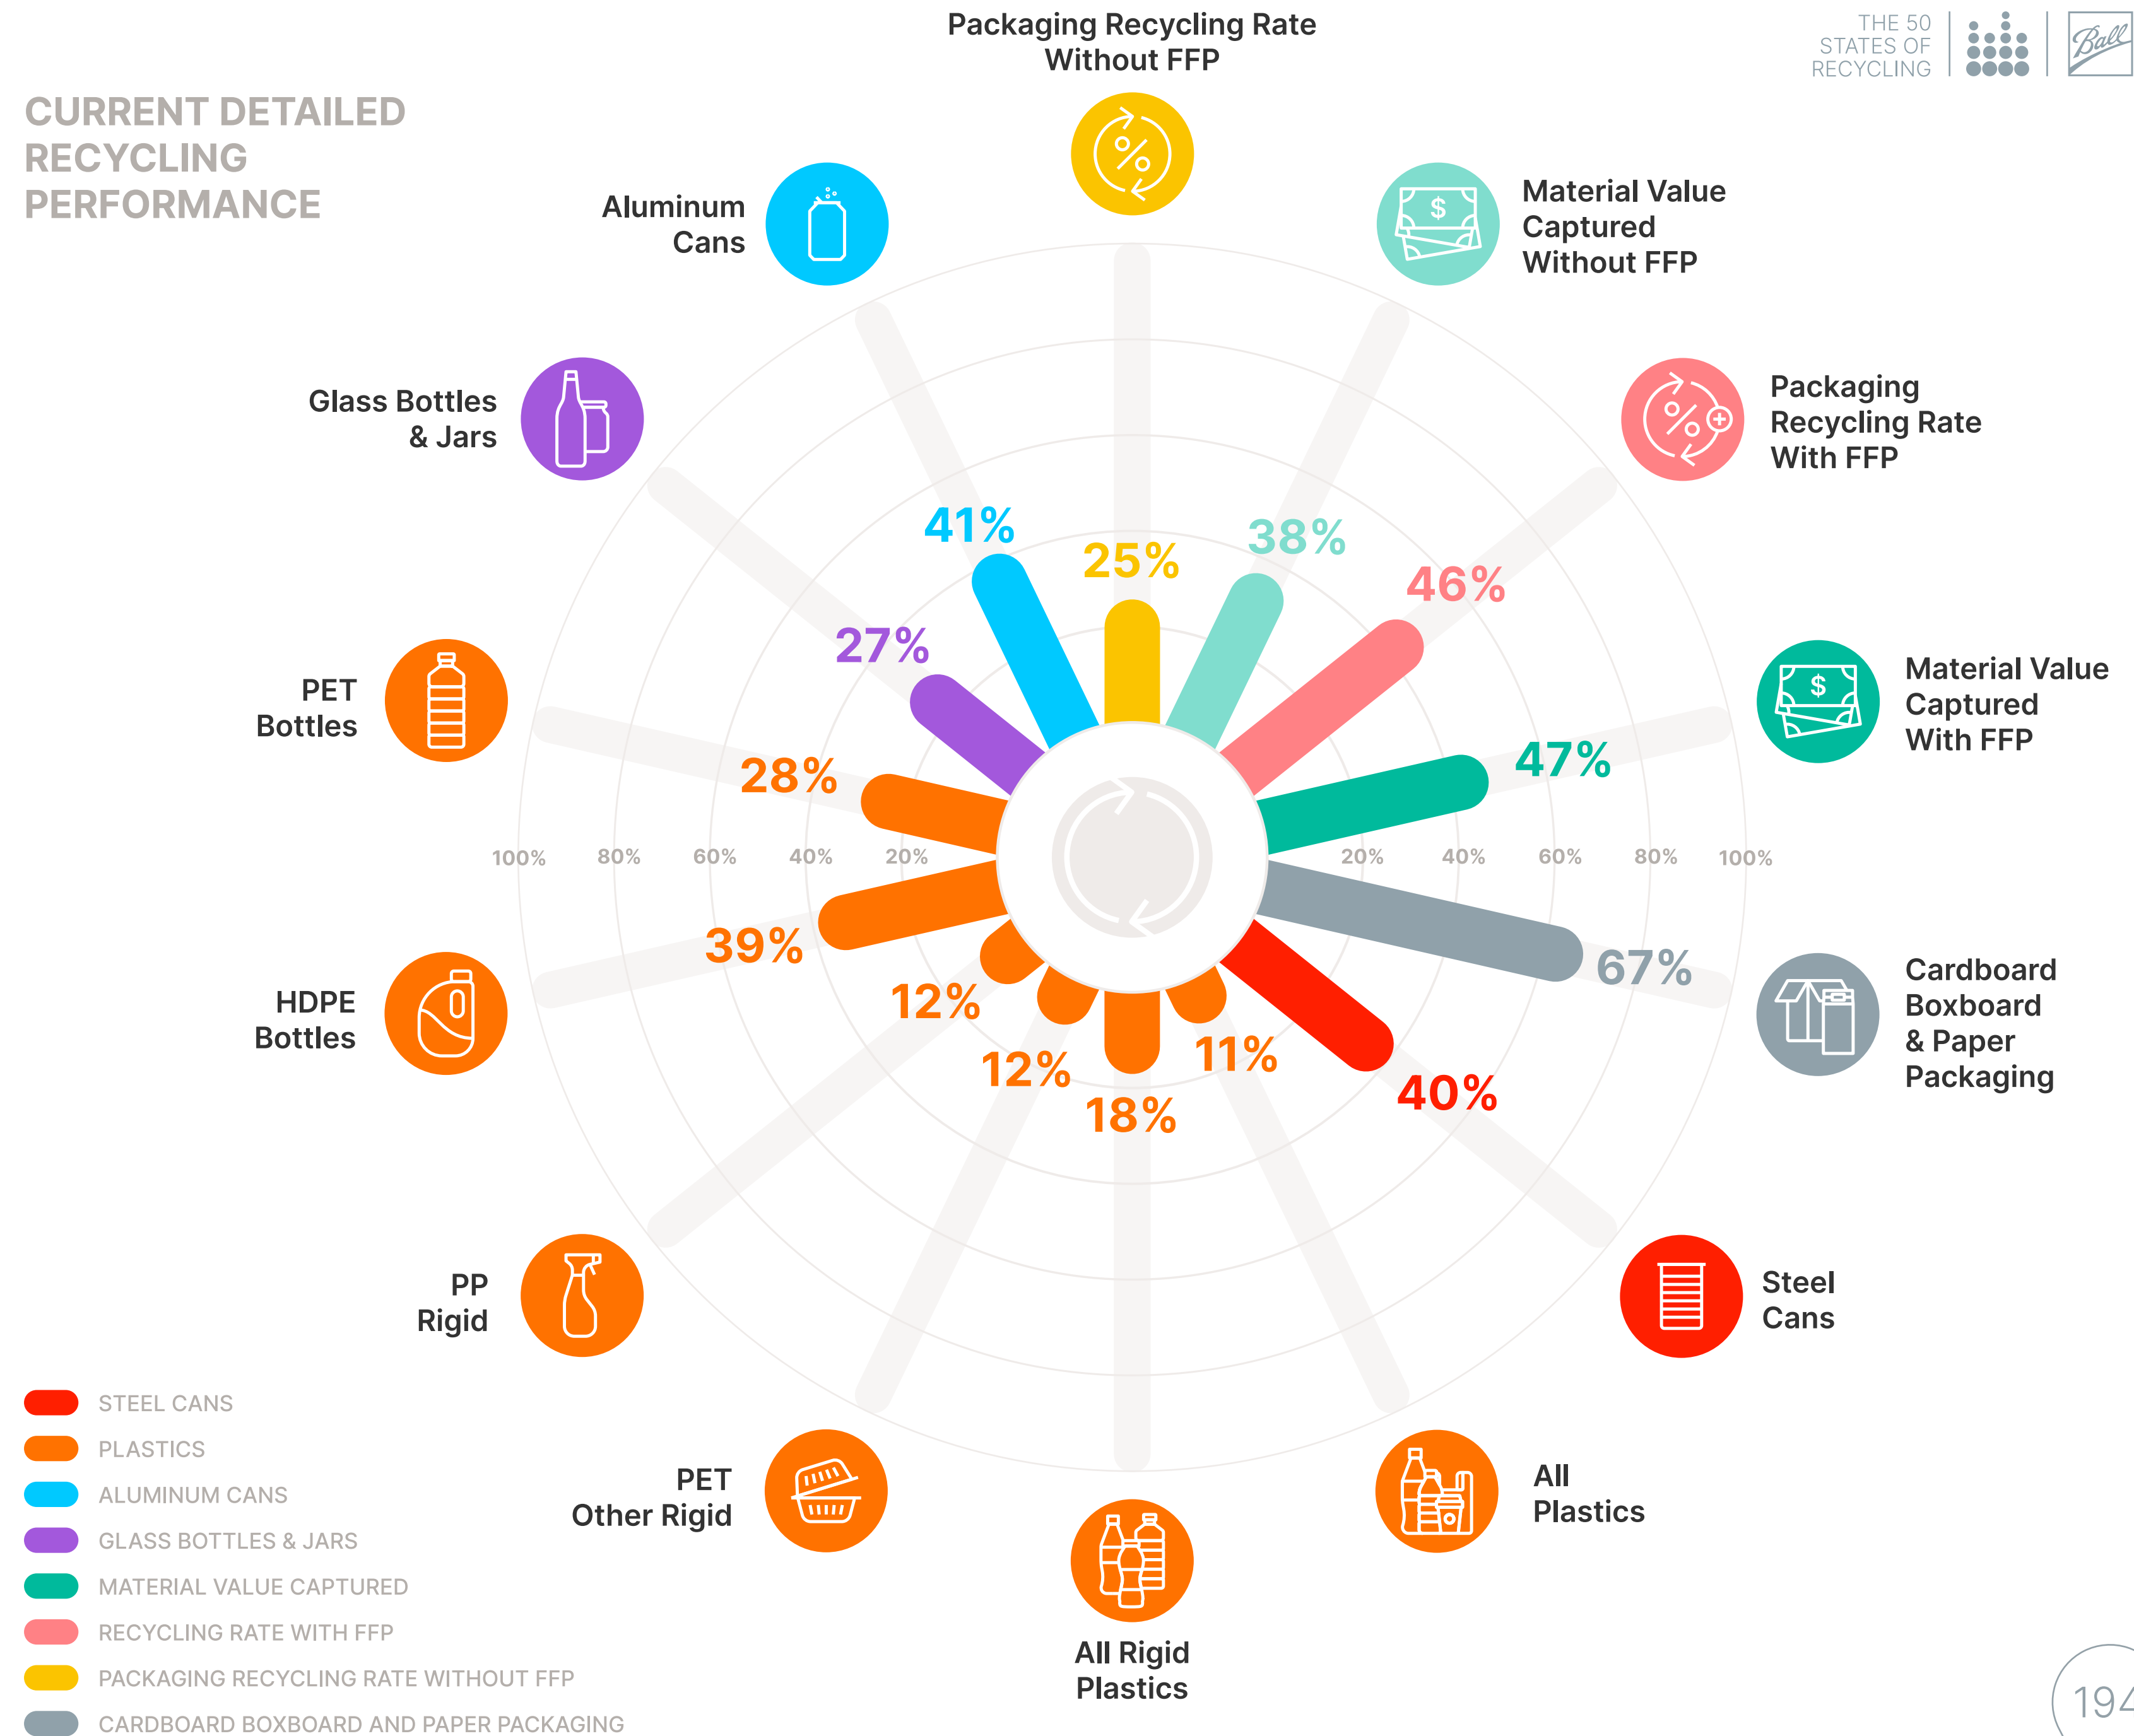 Packaging Recycling Rate
Without FFP
THE 50
STATES OF
RECYCLING
Ball
CURRENT DETAILED
RECYCLING
PERFORMANCE
Aluminum
Cans
Material Value
Captured
Without FFP
Glass Bottles
& Jars
Packaging
Recycling Rate
With FFP
41%
25%
38%
46%
27%
PET
Bottles
Material Value
Captured
With FFP
28%
47%
100% 80% 60% 40% 20% 20% 40% 60% 80% 100%
39%
67%
HDPE
Bottles
Cardboard
Boxboard
& Paper
Packaging
12%
12%
18%
11%
40%
PP
Rigid
Steel
Cans
PET
Other Rigid
All
Plastics
All Rigid
Plastics
STEEL CANS
PLASTICS
ALUMINUM CANS
GLASS BOTTLES & JARS
MATERIAL VALUE CAPTURED
RECYCLING RATE WITH FFP
PACKAGING RECYCLING RATE WITHOUT FFP
CARDBOARD BOXBOARD AND PAPER PACKAGING
194